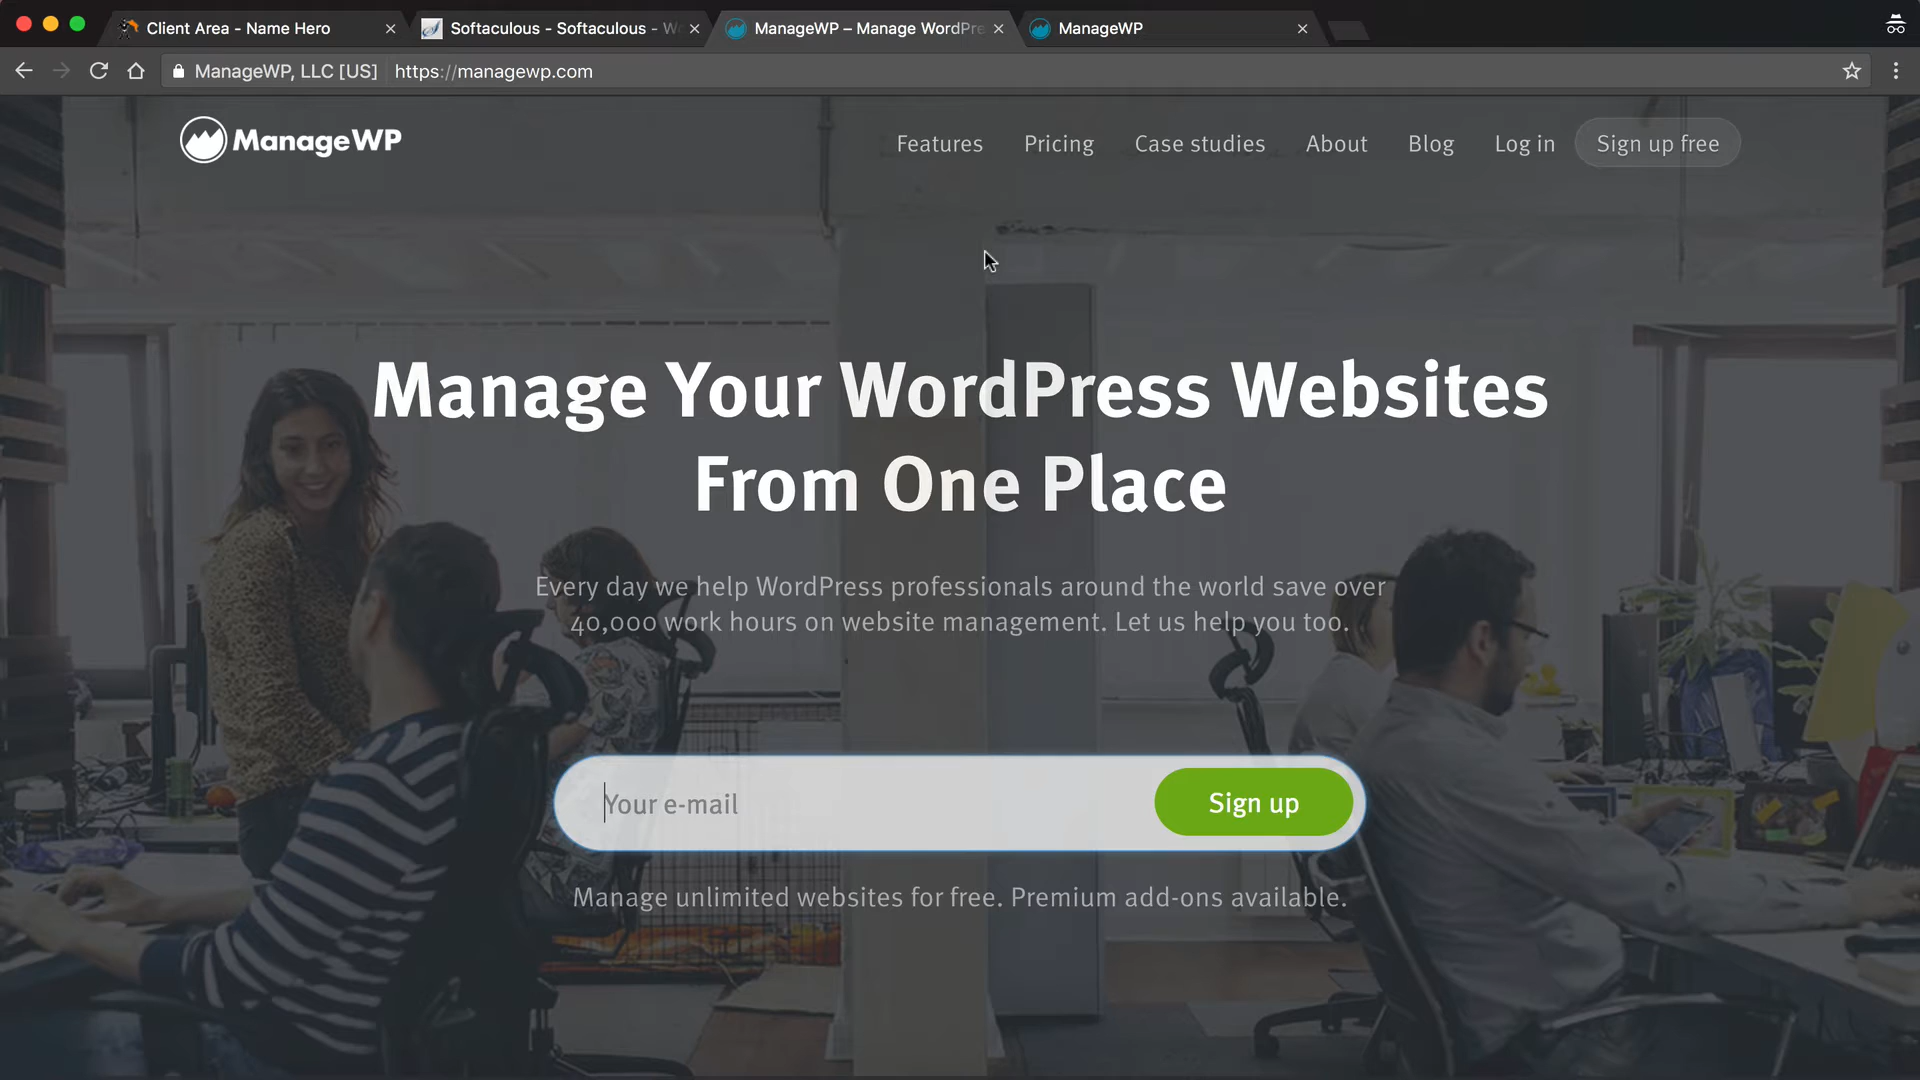 Client Area - Name Hero
Softaculous - Softaculous - W
ManageWP – Manage WordPre
ManageWP
ManageWP, LLC [US] https://managewp.com
ManageWP
Features Pricing Case studies About Blog Log in Sign up free
Manage Your WordPress Websites
From One Place
Every day we help WordPress professionals around the world save over
40,000 work hours on website management. Let us help you too.
Your e-mail Sign up
Manage unlimited websites for free. Premium add-ons available.